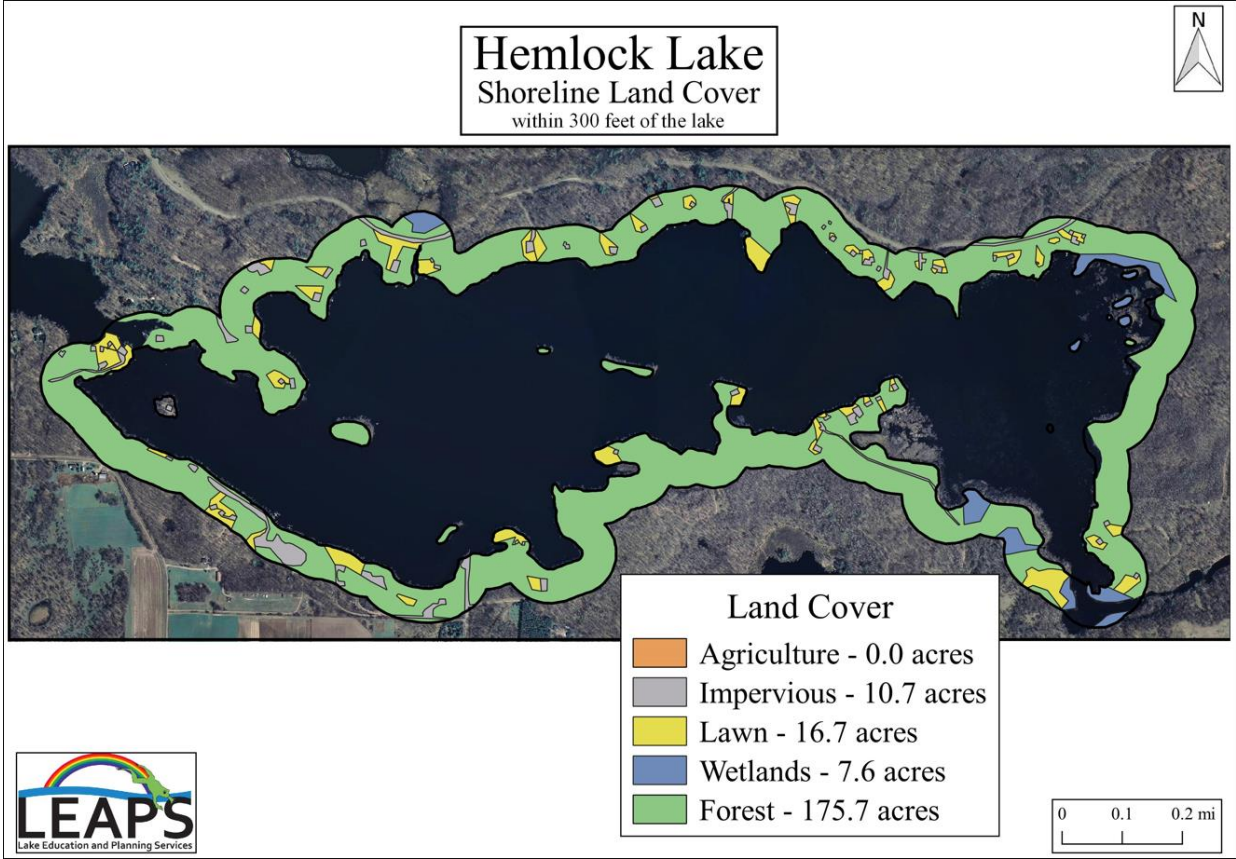 Hemlock Lake
Shoreline Land Cover
within 300 feet of the lake
N
Land Cover
Agriculture - 0.0 acres
Impervious - 10.7 acres
Lawn - 16.7 acres
Wetlands - 7.6 acres
Forest - 175.7 acres
LEAPS
Lake Education and Planning Services
0 0.1 0.2 mi